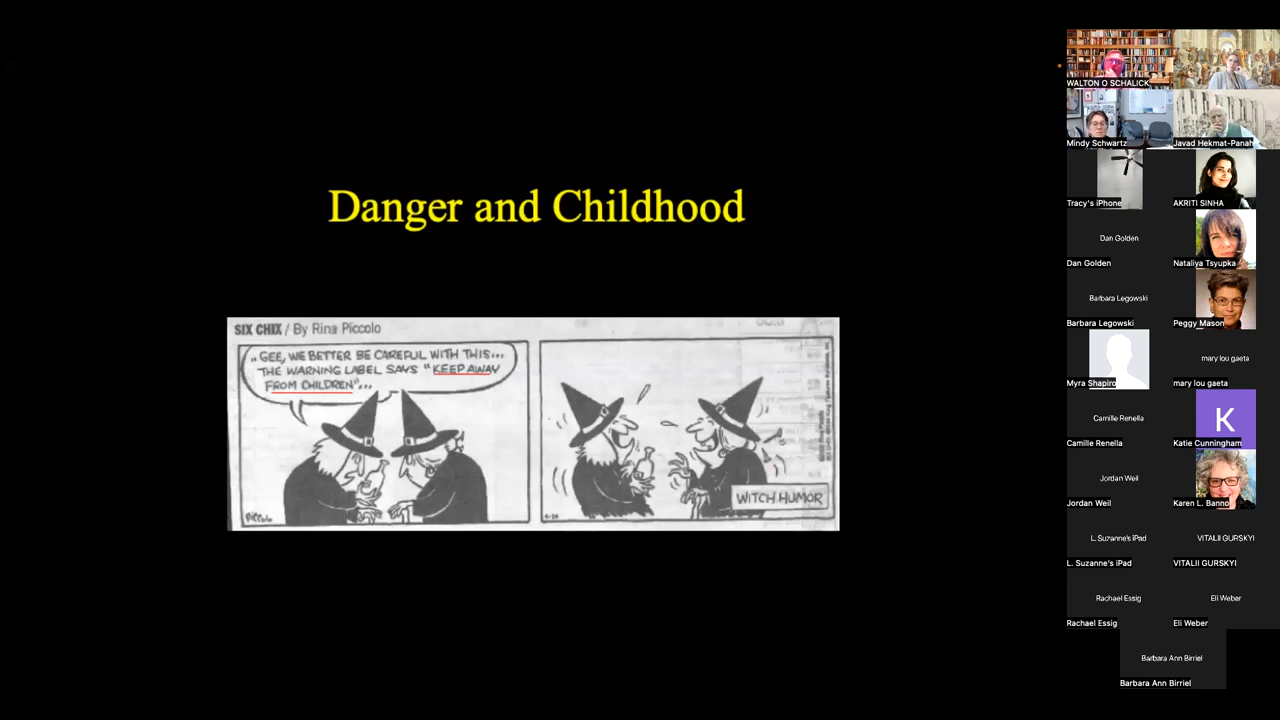 Danger and Childhood
SIX CHIX / By Rina Piccolo
"GEE, WE BETTER BE CAREFUL WITH THIS...
THE WARNING LABEL SAYS "KEEP AWAY
FROM CHILDREN"...
WITCH HUMOR
Piccolo
WALTON O SCHALICK
Mindy Schwartz
Javad Hekmat-Panah
Tracy's iPhone
AKRITI SINHA
Dan Golden
Dan Golden
Nataliya Tsyupka
Barbara Legowski
Barbara Legowski
Peggy Mason
mary lou gaeta
Myra Shapiro
mary lou gaeta
Camille Renella
K
Camille Renella
Katie Cunningham
Jordan Weil
Jordan Weil
Karen L. Banno
L. Suzanne's iPad
VITALII GURSKYI
L. Suzanne's iPad
VITALII GURSKYI
Rachael Essig
Eli Weber
Rachael Essig
Eli Weber
Barbara Ann Birriel
Barbara Ann Birriel